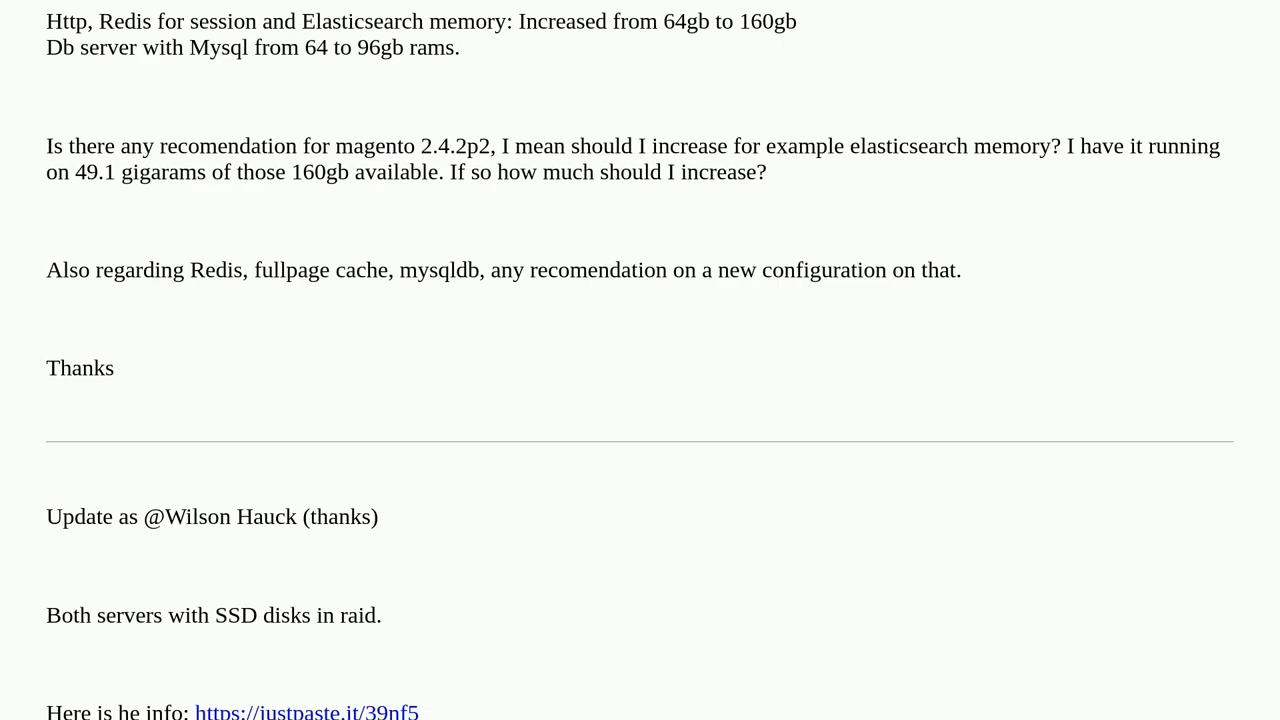 Http, Redis for session and Elasticsearch memory: Increased from 64gb to 160gb
Db server with Mysql from 64 to 96gb rams.
Is there any recomendation for magento 2.4.2p2, I mean should I increase for example elasticsearch memory? I have it running
on 49.1 gigarams of those 160gb available. If so how much should I increase?
Also regarding Redis, fullpage cache, mysqldb, any recomendation on a new configuration on that.
Thanks
Update as @Wilson Hauck (thanks)
Both servers with SSD disks in raid.
Here is he info: https://justpaste.it/39nf5